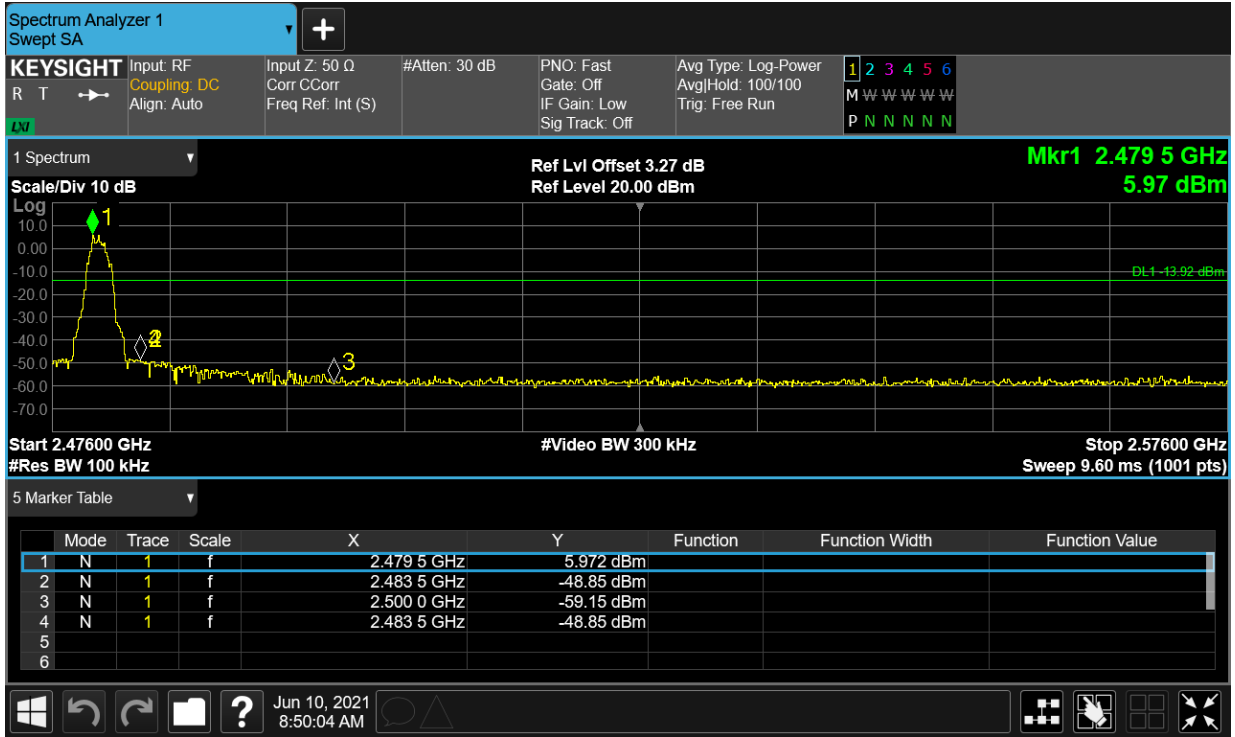 Spectrum Analyzer 1
Swept SA
KEYSIGHT
R T
LXI
Input: RF
Coupling: DC
Align: Auto
Input Z: 50 Ω
Corr CCorr
Freq Ref: Int (S)
#Atten: 30 dB
PNO: Fast
Gate: Off
IF Gain: Low
Sig Track: Off
Avg Type: Log-Power
Avg|Hold: 100/100
Trig: Free Run
1 2 3 4 5 6
M W W W W W
P N N N N N
1 Spectrum
Scale/Div 10 dB
Ref Lvl Offset 3.27 dB
Ref Level 20.00 dBm
Mkr1 2.479 5 GHz
5.97 dBm
Log
10.0
0.00
-10.0
-20.0
-30.0
-40.0
-50.0
-60.0
-70.0
1
2
4
3
DL1 -13.92 dBm
Start 2.47600 GHz
#Video BW 300 kHz
Stop 2.57600 GHz
#Res BW 100 kHz
Sweep 9.60 ms (1001 pts)
5 Marker Table
Mode Trace Scale X Y Function Function Width Function Value
1 N 1 f 2.479 5 GHz 5.972 dBm
2 N 1 f 2.483 5 GHz -48.85 dBm
3 N 1 f 2.500 0 GHz -59.15 dBm
4 N 1 f 2.483 5 GHz -48.85 dBm
5
6
?
Jun 10, 2021
8:50:04 AM